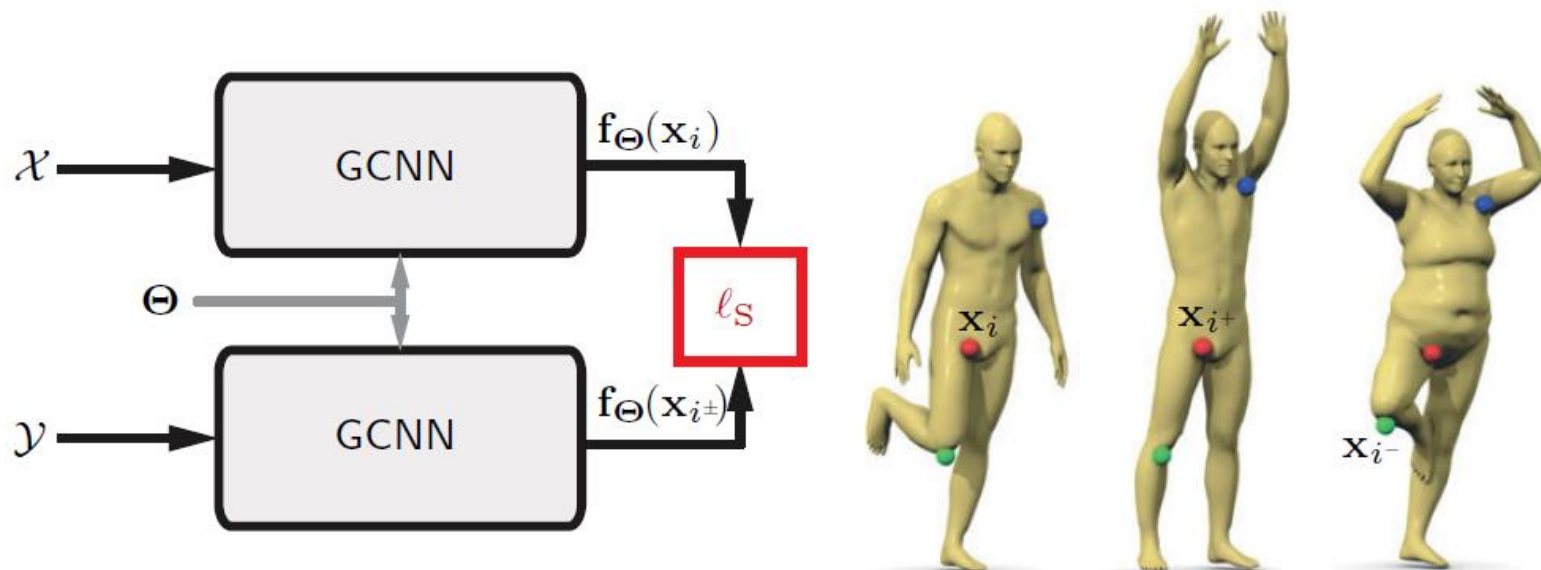 𝒳
GCNN
f_Θ(x_i)
Θ
ℓ_S
𝒴
GCNN
f_Θ(x_{i^±})
x_i
x_{i^+}
x_{i^-}